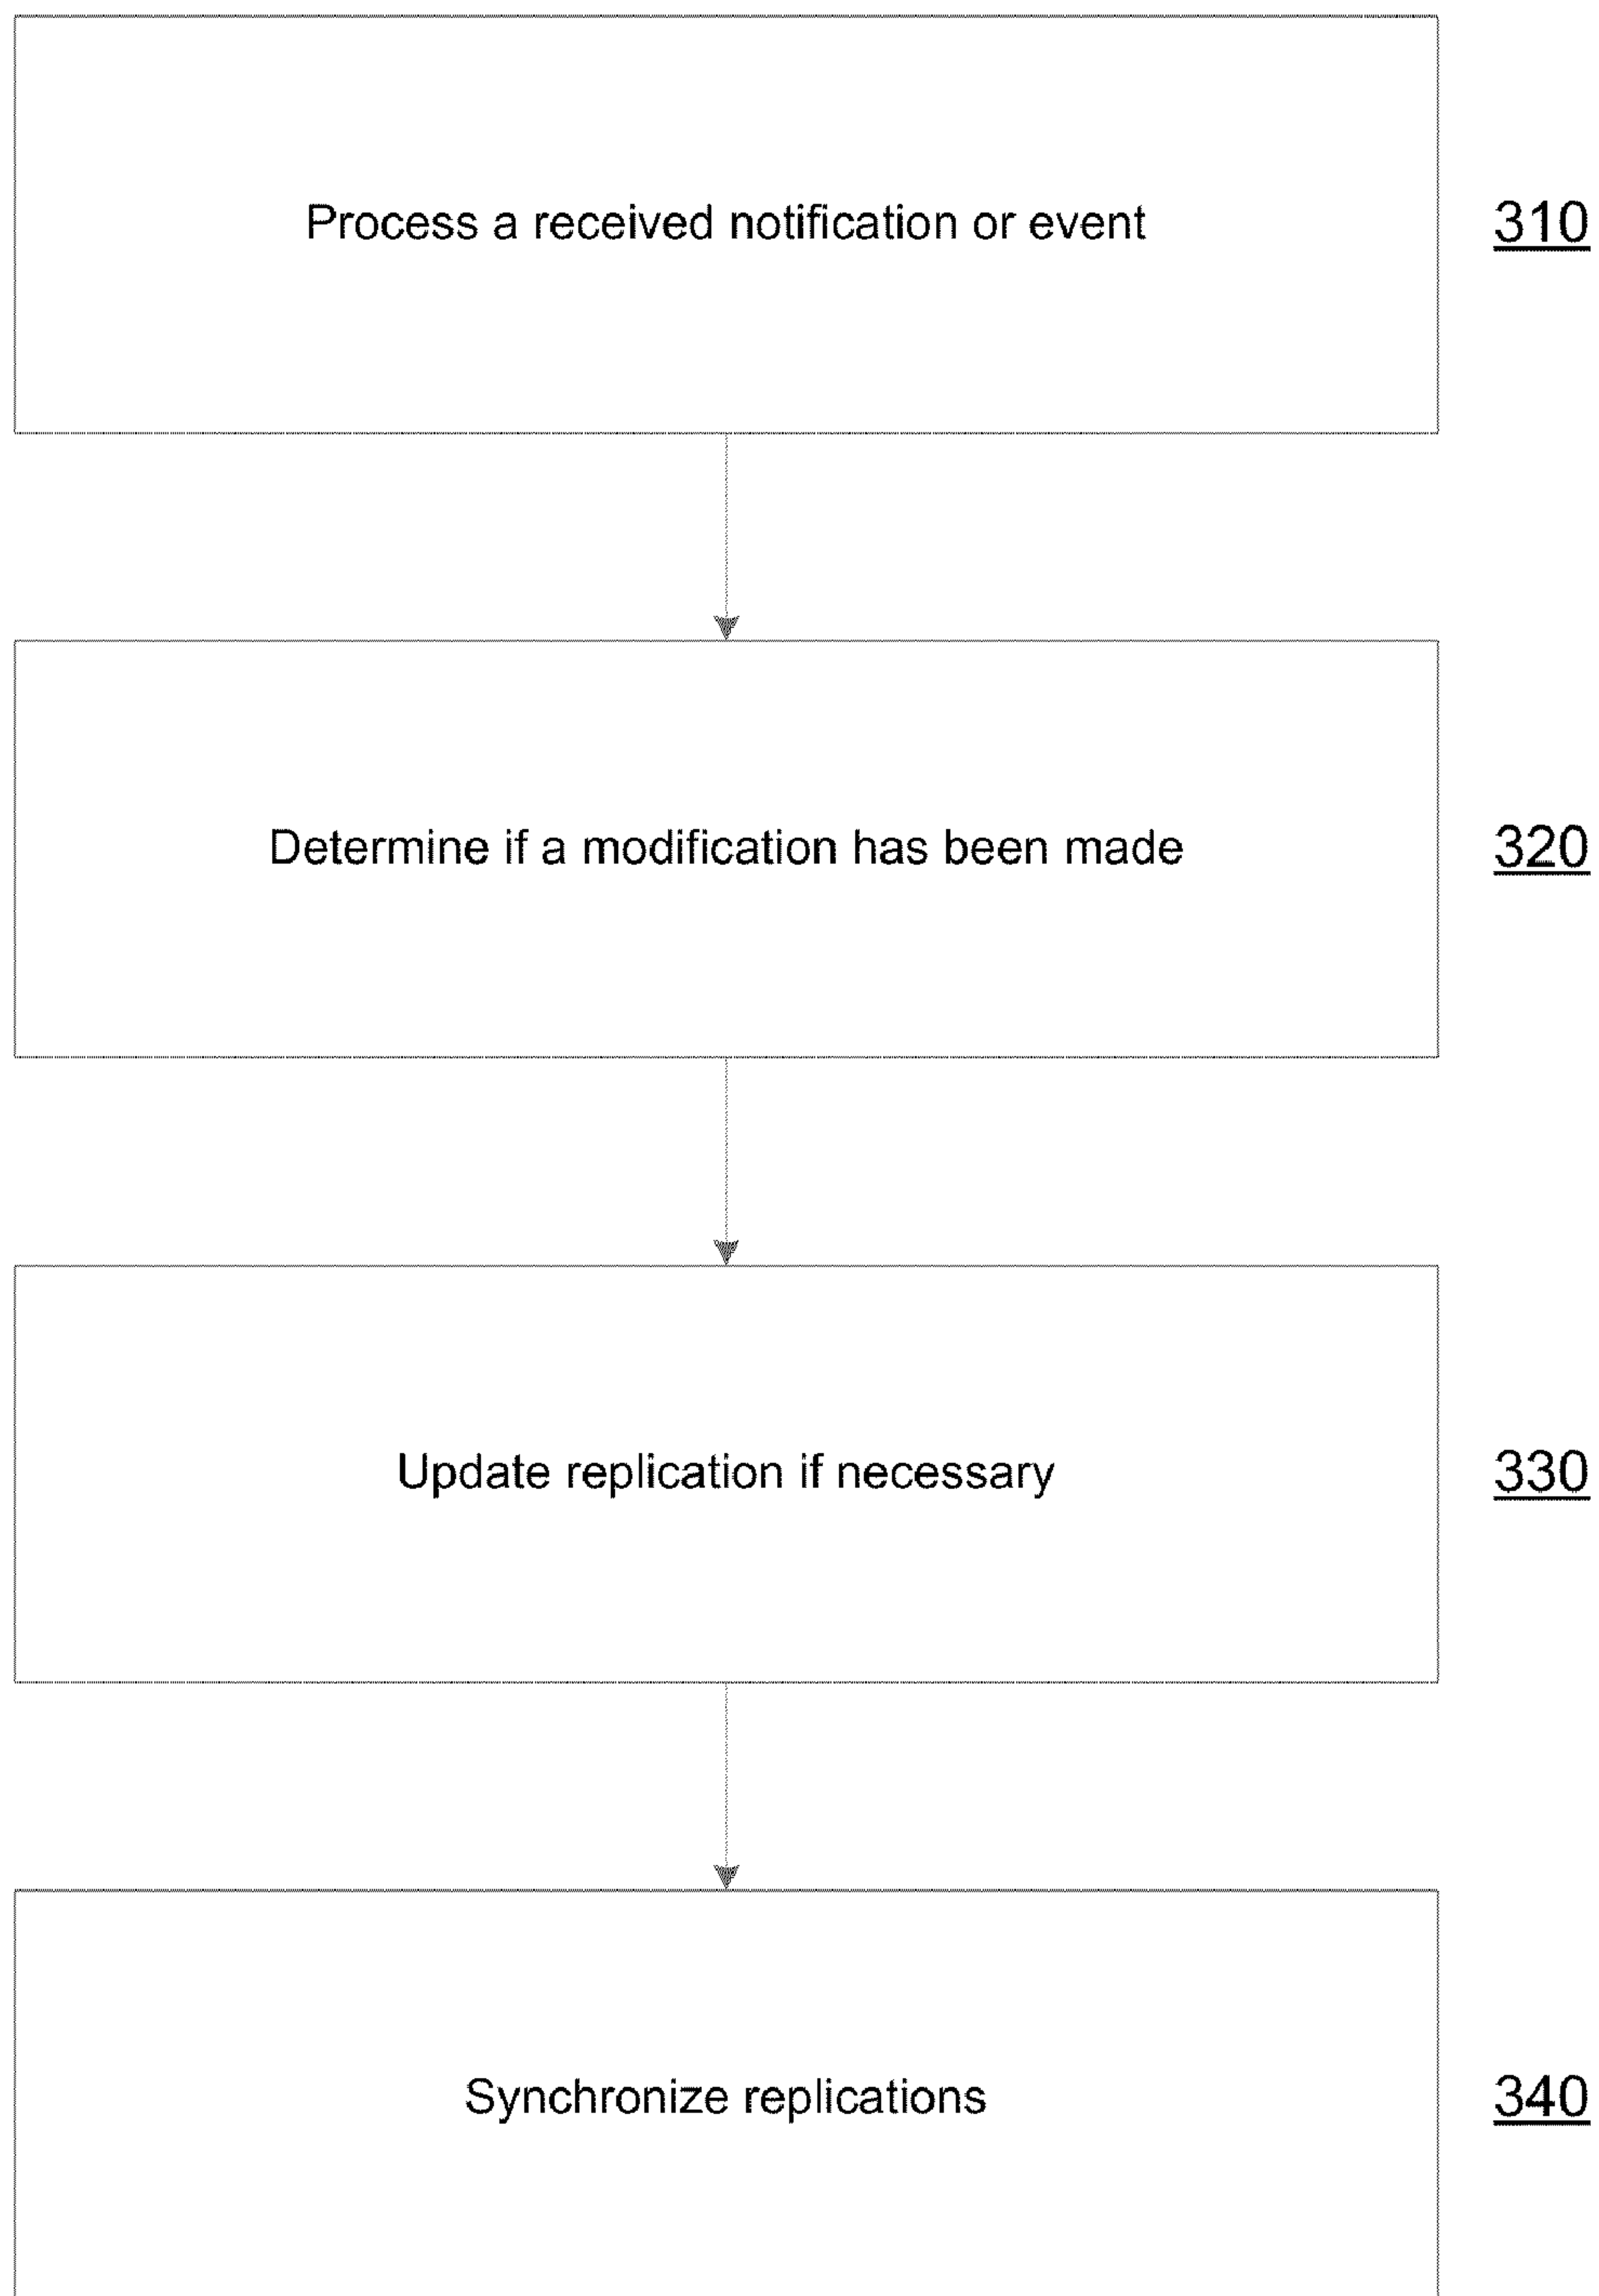 Process a received notification or event
310
Determine if a modification has been made
320
Update replication if necessary
330
Synchronize replications
340